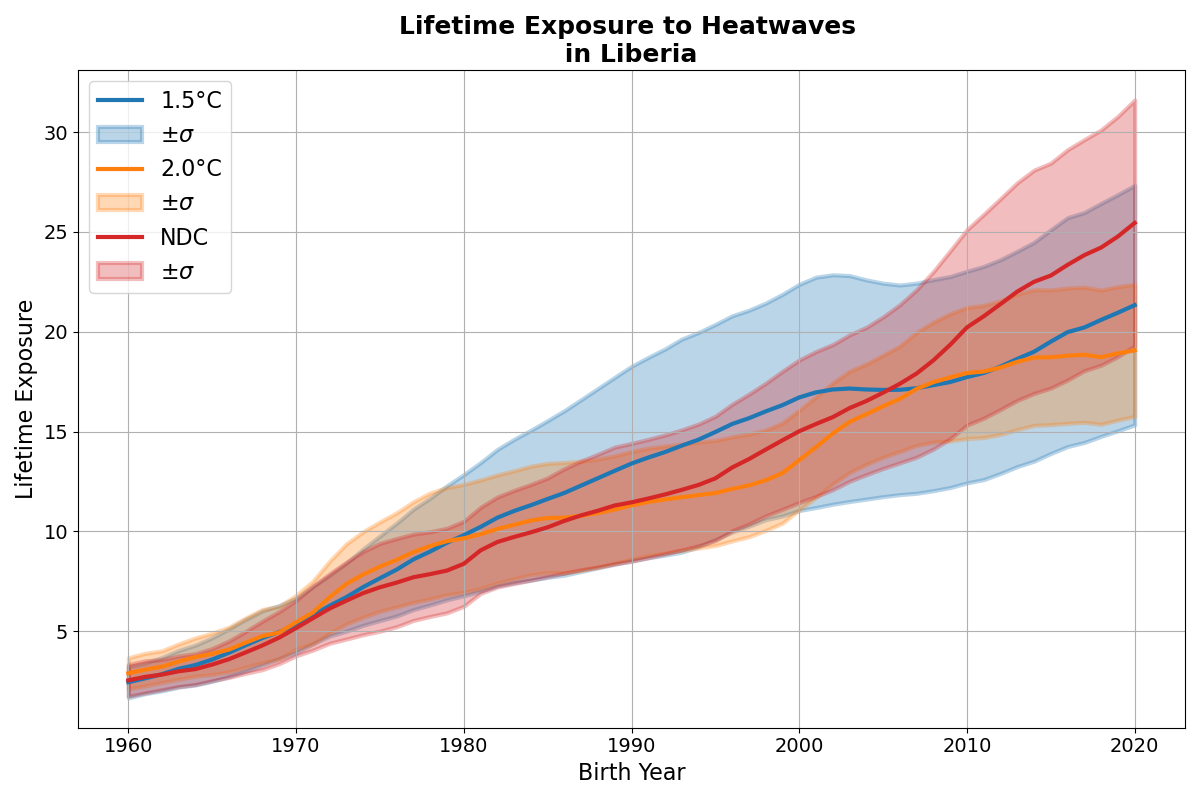 Lifetime Exposure to Heatwaves
in Liberia
1.5°C
±σ
2.0°C
±σ
NDC
±σ
Lifetime Exposure
30
25
20
15
10
5
1960
1970
1980
1990
2000
2010
2020
Birth Year